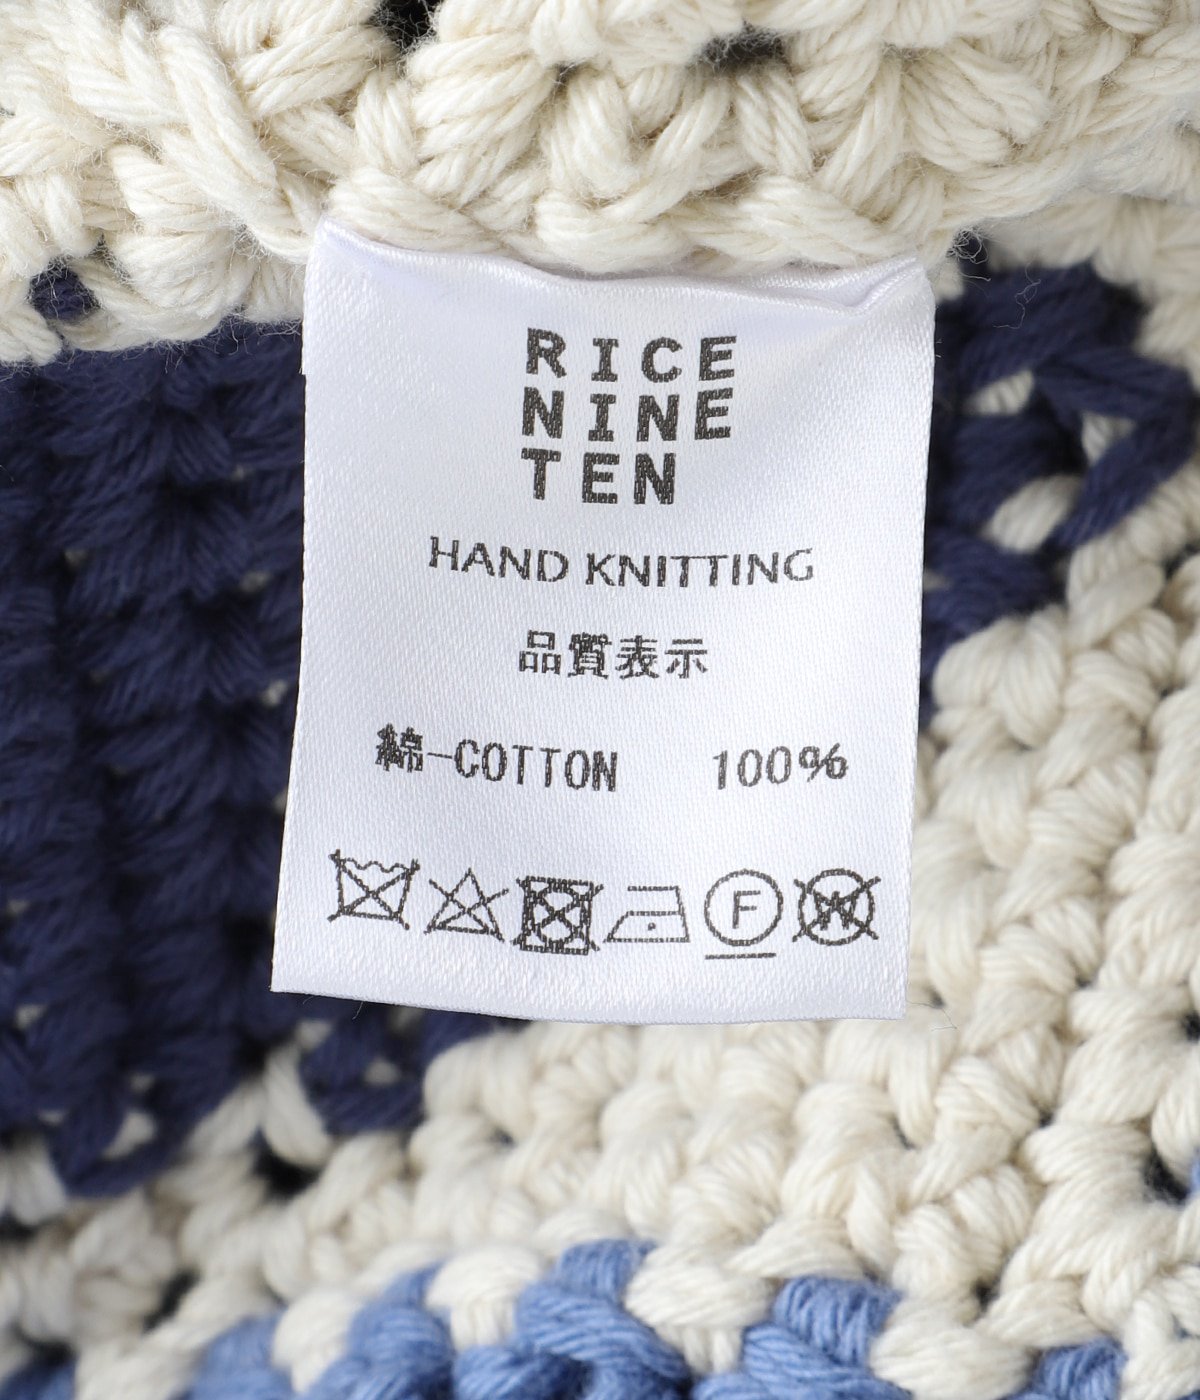 RICE
NINE
TEN
HAND KNITTING
品質表示
綿-COTTON 100%
F W